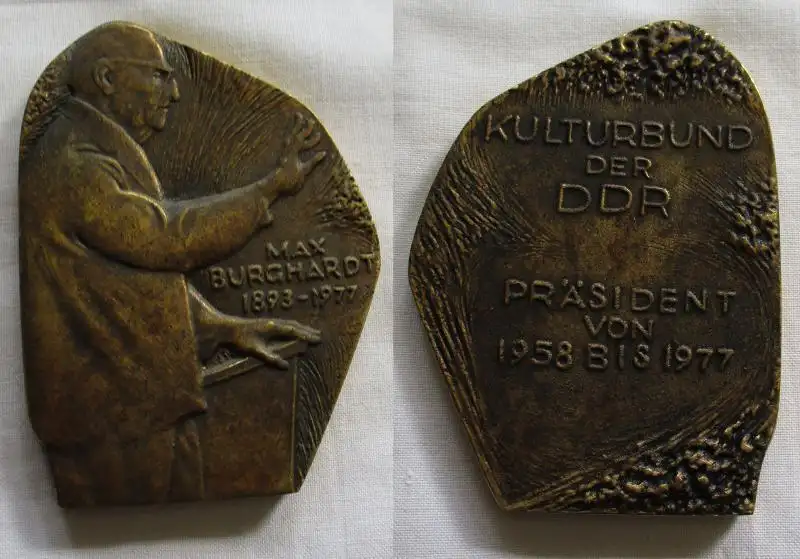 MAX
BURGHARDT
1893-1977
KULTURBUND
DER
DDR
PRÄSIDENT
VON
1958 BIS 1977